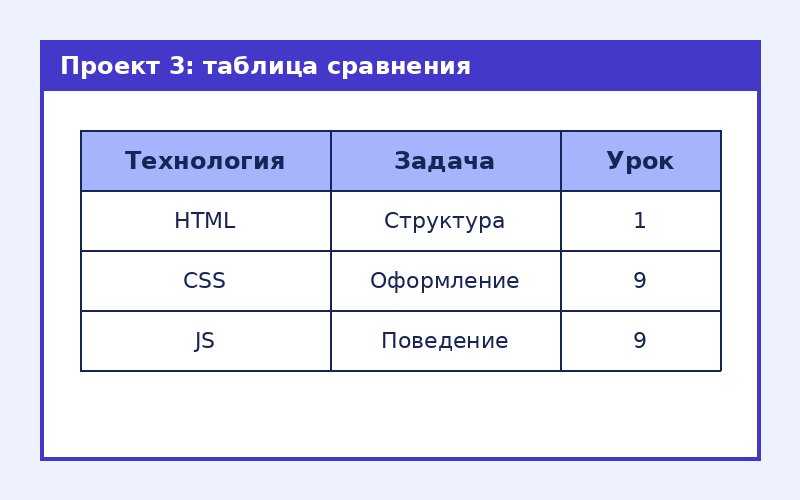 Проект 3: таблица сравнения
Технология Задача Урок
HTML Структура 1
CSS Оформление 9
JS Поведение 9